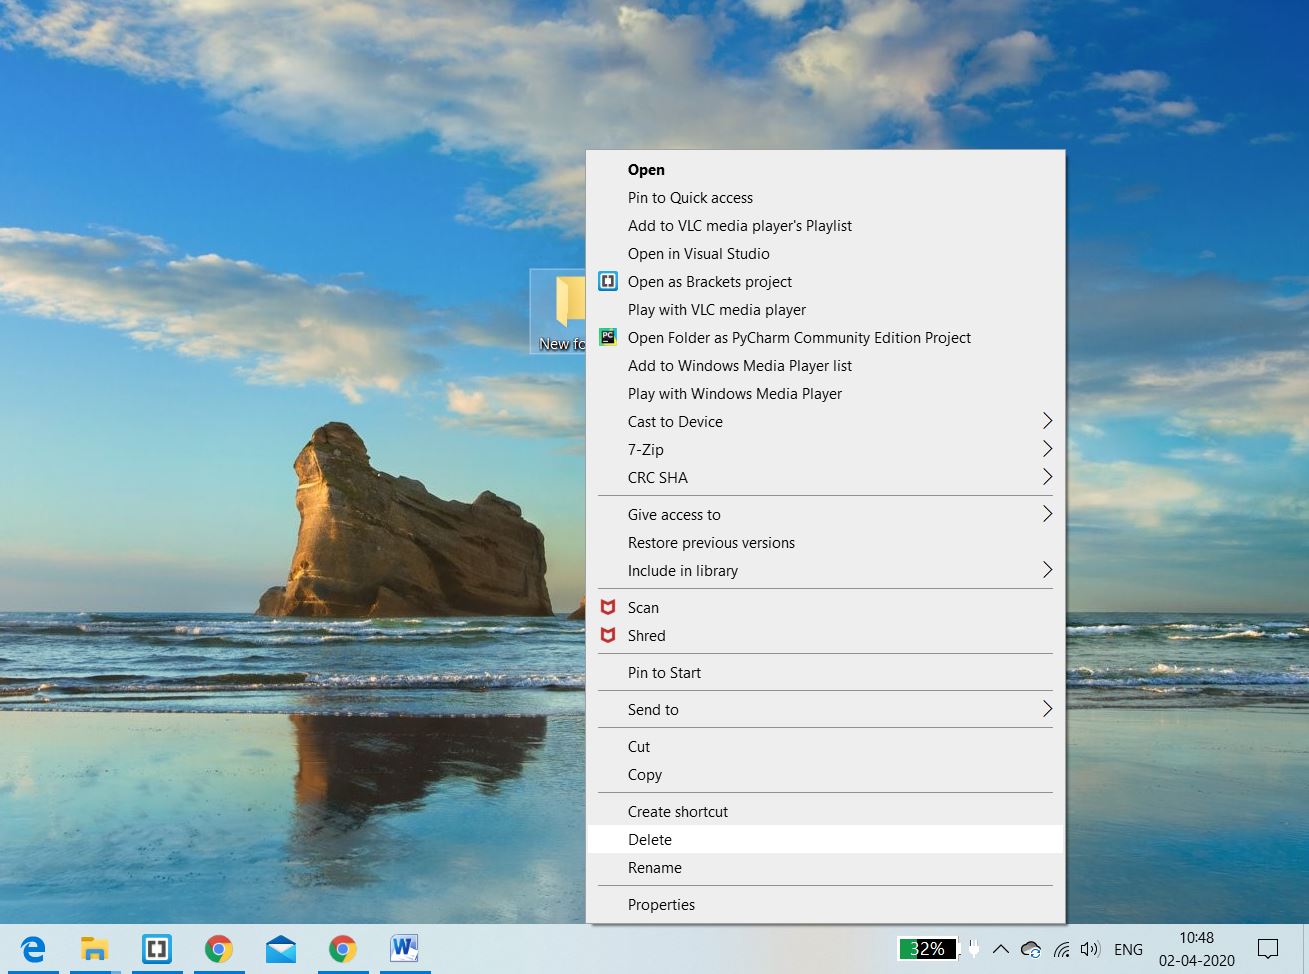 Open
Pin to Quick access
Add to VLC media player's Playlist
Open in Visual Studio
Open as Brackets project
Play with VLC media player
New fo
PC
Open Folder as PyCharm Community Edition Project
Add to Windows Media Player list
Play with Windows Media Player
Cast to Device
7-Zip
CRC SHA
Give access to
Restore previous versions
Include in library
Scan
Shred
Pin to Start
Send to
Cut
Copy
Create shortcut
Delete
Rename
Properties
32%
ENG
10:48
02-04-2020